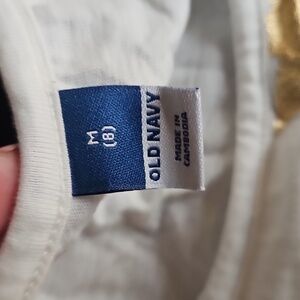 M
(8)
OLD NAVY
MADE IN
CAMBODIA